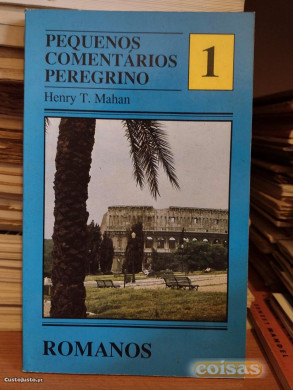 PEQUENOS
COMENTÁRIOS
PEREGRINO
1
Henry T. Mahan
ROMANOS
coisas
CustoJusto.pt